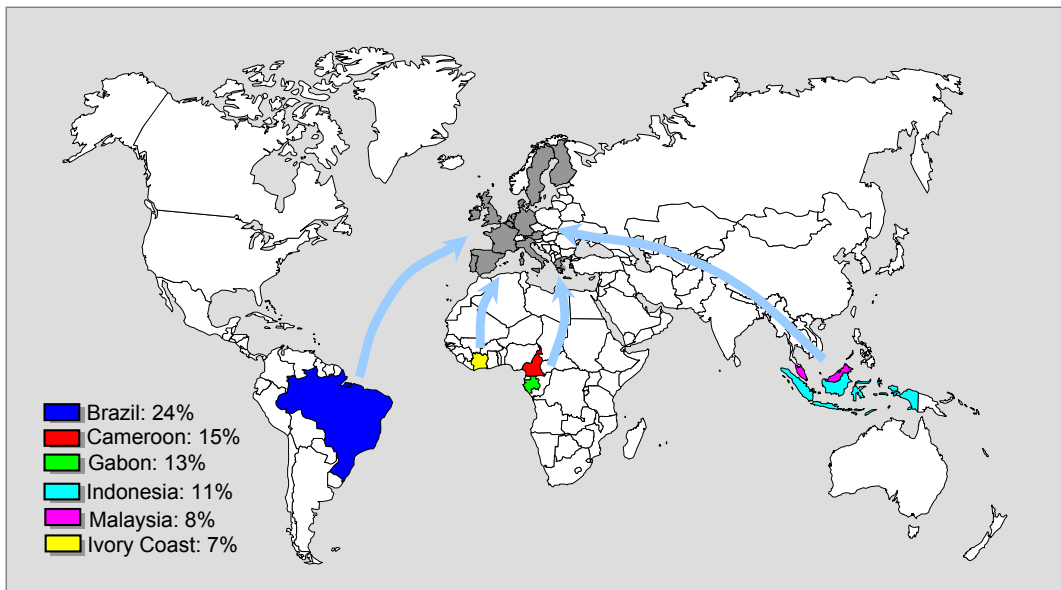 Brazil: 24%
Cameroon: 15%
Gabon: 13%
Indonesia: 11%
Malaysia: 8%
Ivory Coast: 7%